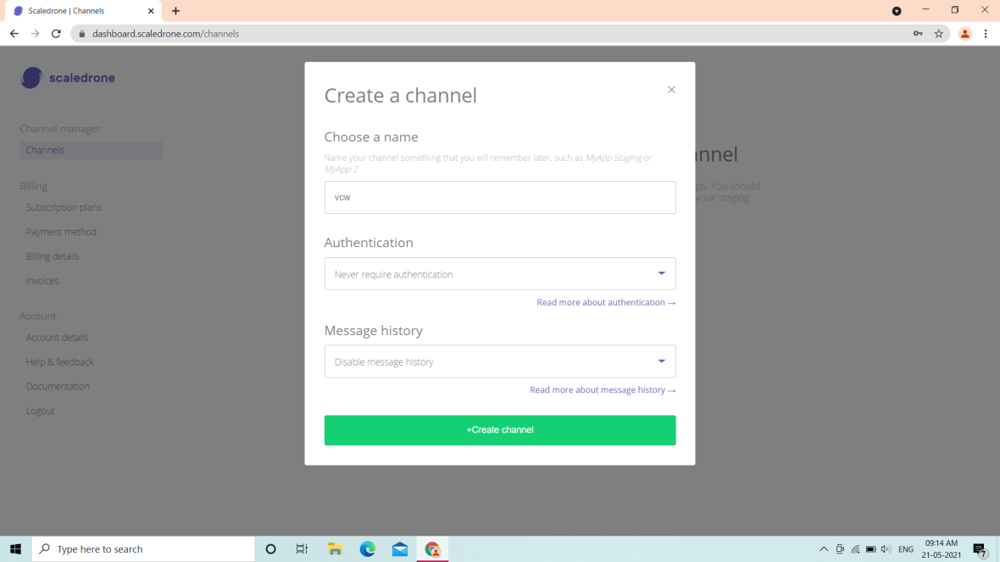 Scaledrone | Channels
dashboard.scaledrone.com/channels
scaledrone
Channel manager
Channels
Billing
Subscription plans
Payment method
Billing details
Invoices
Account
Account details
Help & feedback
Documentation
Logout
Create a channel
Choose a name
Name your channel something that you will remember later, such as MyApp Staging or
MyApp 2
vcw
Authentication
Never require authentication
Read more about authentication →
Message history
Disable message history
Read more about message history →
+Create channel
You should
your staging
Type here to search
ENG
09:14 AM
21-05-2021
7